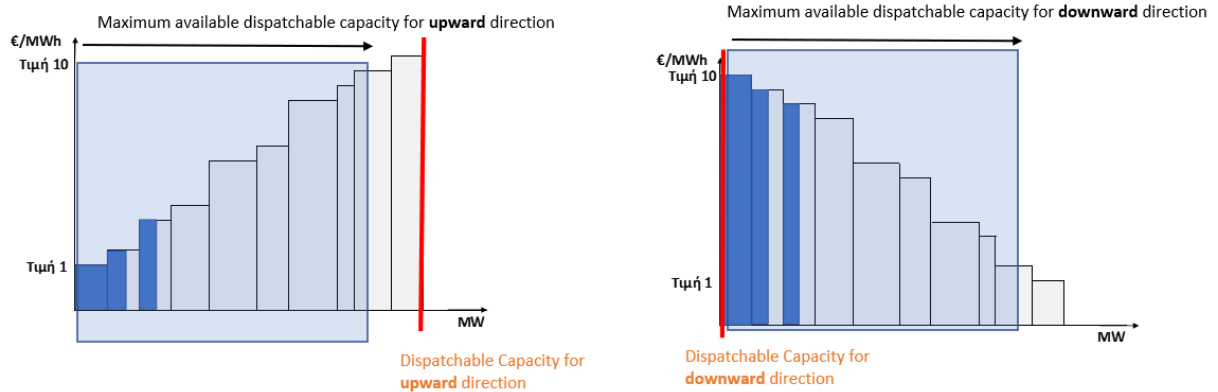 Maximum available dispatchable capacity for upward direction
€/MWh
Τιμή 10
Τιμή 1
MW
Dispatchable Capacity for
upward direction
Maximum available dispatchable capacity for downward direction
€/MWh
Τιμή 10
Τιμή 1
MW
Dispatchable Capacity for
downward direction